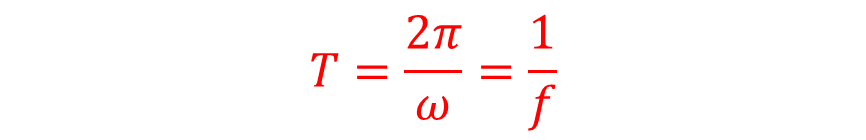 T = 2π/ω = 1/f